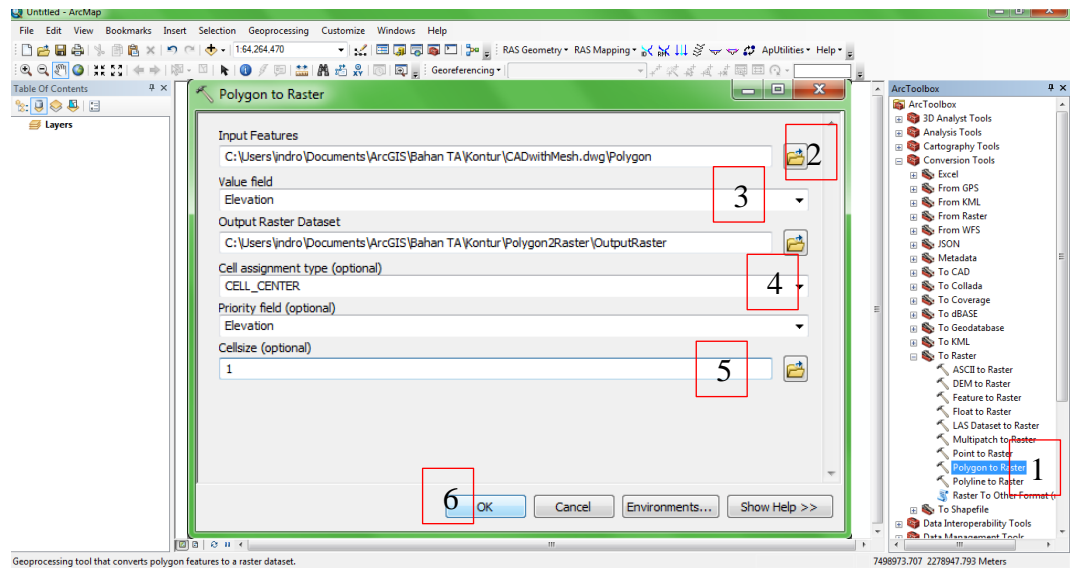 Untitled - ArcMap
File Edit View Bookmarks Insert Selection Geoprocessing Customize Windows Help
1:64,264,470 RAS Geometry RAS Mapping ApUtilities Help
Georeferencing
Table Of Contents
Layers
Polygon to Raster
Input Features
C:\Users\indro\Documents\ArcGIS\Bahan TA\Kontur\CADwithMesh.dwg\Polygon
2
Value field
Elevation
3
Output Raster Dataset
C:\Users\indro\Documents\ArcGIS\Bahan TA\Kontur\Polygon2Raster\OutputRaster
Cell assignment type (optional)
CELL_CENTER
4
Priority field (optional)
Elevation
Cellsize (optional)
1
5
6
OK Cancel Environments... Show Help >>
ArcToolbox
ArcToolbox
3D Analyst Tools
Analysis Tools
Cartography Tools
Conversion Tools
Excel
From GPS
From KML
From Raster
From WFS
JSON
Metadata
To CAD
To Collada
To Coverage
To dBASE
To Geodatabase
To KML
To Raster
ASCII to Raster
DEM to Raster
Feature to Raster
Float to Raster
LAS Dataset to Raster
Multipatch to Raster
Point to Raster
Polygon to Raster
1
Polyline to Raster
Raster To Other Format (
To Shapefile
Data Interoperability Tools
Data Management Tools
Geoprocessing tool that converts polygon features to a raster dataset.
7498973.707 2278947.793 Meters